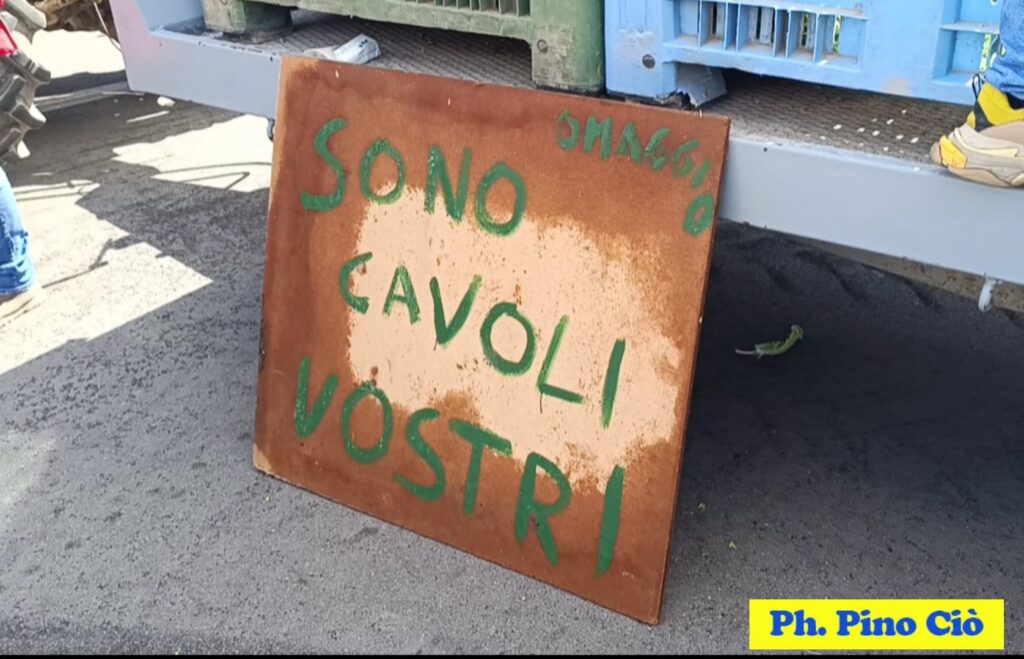 OMAGGIO
SONO
CAVOLI
VOSTRI
Ph. Pino Ciò